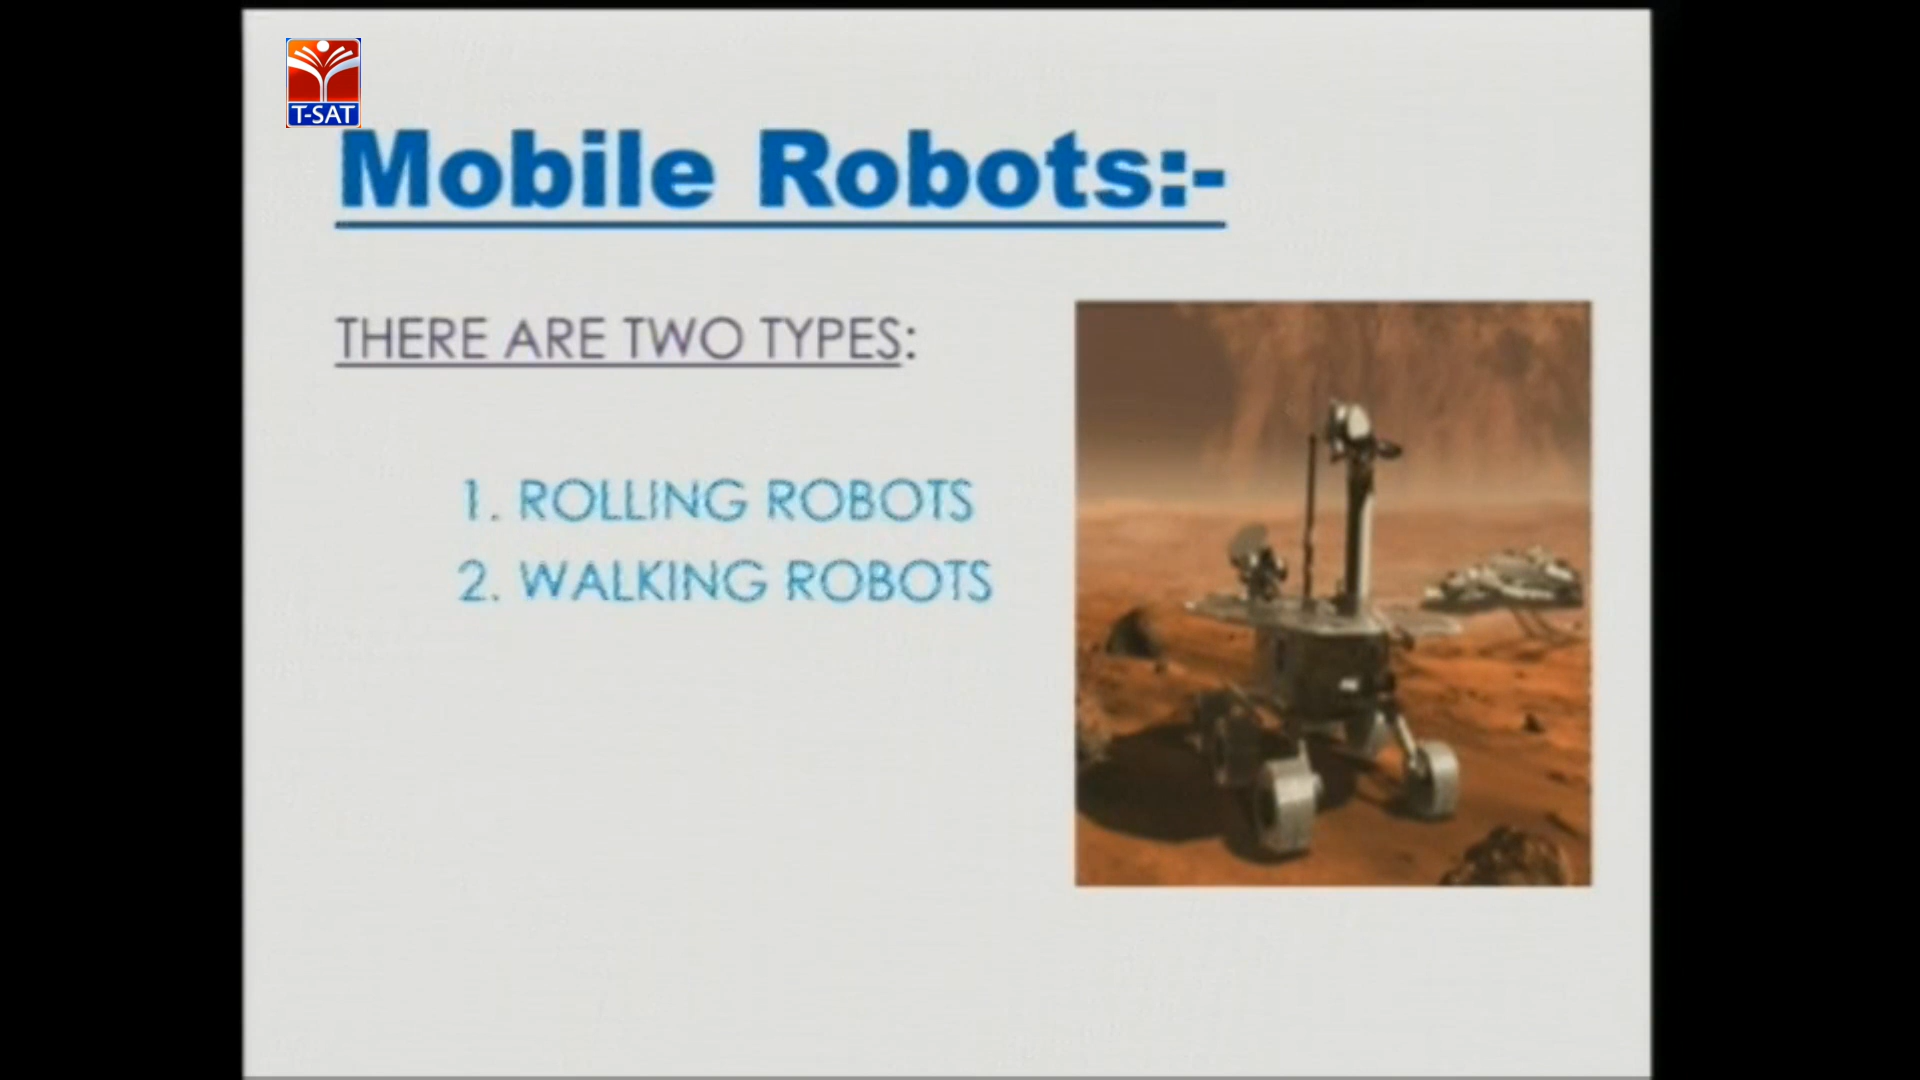 T-SAT
Mobile Robots:-
THERE ARE TWO TYPES:
1. ROLLING ROBOTS
2. WALKING ROBOTS